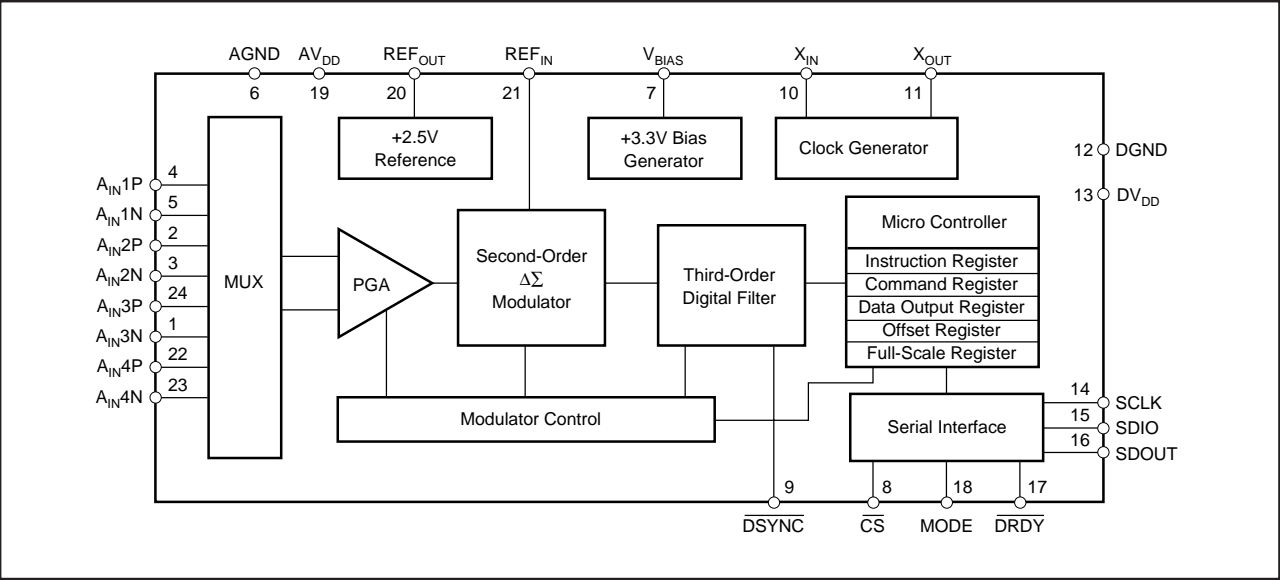 AGND AV_DD REF_OUT REF_IN V_BIAS X_IN X_OUT
6 19 20 21 7 10 11
+2.5V
Reference
+3.3V Bias
Generator
Clock Generator
12 DGND
13 DV_DD
A_IN1P 4
A_IN1N 5
A_IN2P 2
A_IN2N 3
A_IN3P 24
A_IN3N 1
A_IN4P 22
A_IN4N 23
MUX
PGA
Second-Order
ΔΣ
Modulator
Third-Order
Digital Filter
Micro Controller
Instruction Register
Command Register
Data Output Register
Offset Register
Full-Scale Register
Modulator Control
Serial Interface
14 SCLK
15 SDIO
16 SDOUT
9 8 18 17
DSYNC CS MODE DRDY